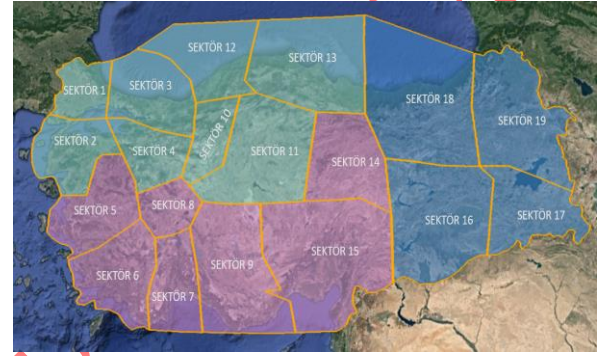 SEKTÖR 12
SEKTÖR 13
SEKTÖR 1
SEKTÖR 3
SEKTÖR 18
SEKTÖR 19
SEKTÖR 2
SEKTÖR 4
SEKTÖR 10
SEKTÖR 11
SEKTÖR 14
SEKTÖR 5
SEKTÖR 8
SEKTÖR 16
SEKTÖR 17
SEKTÖR 6
SEKTÖR 7
SEKTÖR 9
SEKTÖR 15